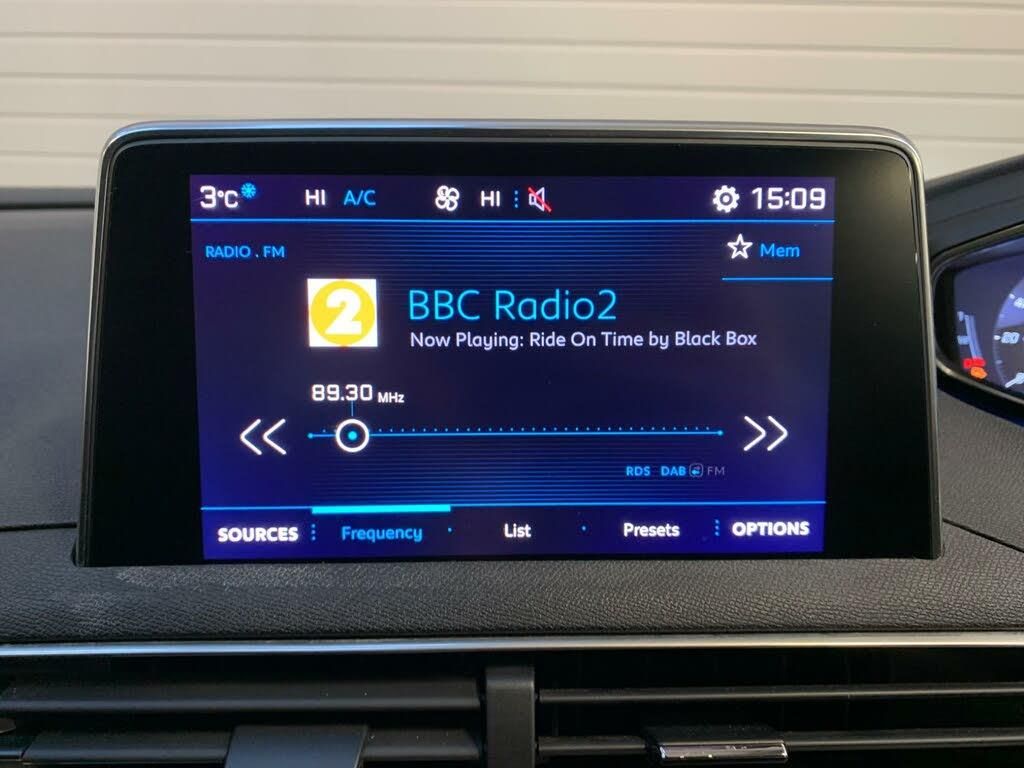 3°C HI A/C HI 15:09
RADIO . FM
Mem
2
BBC Radio2
Now Playing: Ride On Time by Black Box
89.30 MHz
RDS DAB FM
SOURCES Frequency List Presets OPTIONS